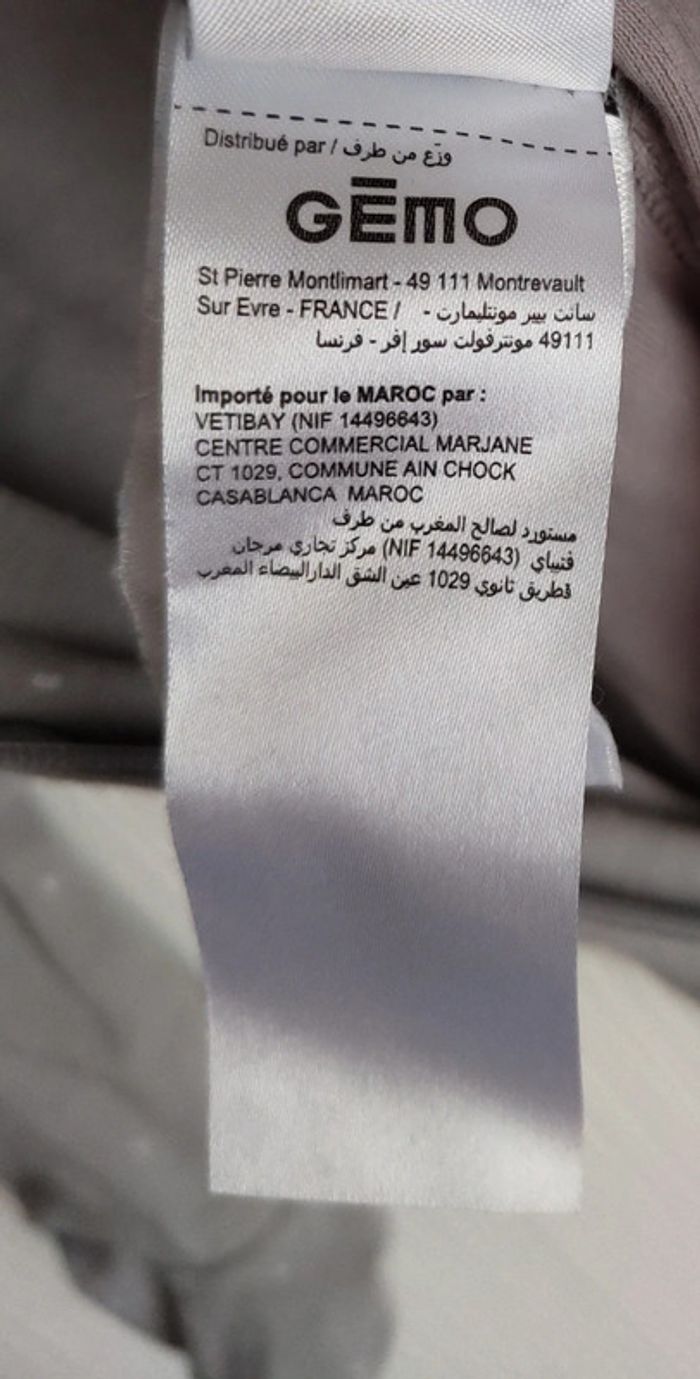 Distribué par / وزّع من طرف
GĒMO
St Pierre Montlimart - 49 111 Montrevault
Sur Evre - FRANCE / سانت بيير مونتليمارت -
49111 مونترفولت سور إفر - فرنسا
Importé pour le MAROC par :
VETIBAY (NIF 14496643)
CENTRE COMMERCIAL MARJANE
CT 1029, COMMUNE AIN CHOCK
CASABLANCA MAROC
مستورد لصالح المغرب من طرف
فتيباي (NIF 14496643) مركز تجاري مرجان
قطريق ثانوي 1029 عين الشق الدارالبيضاء المغرب